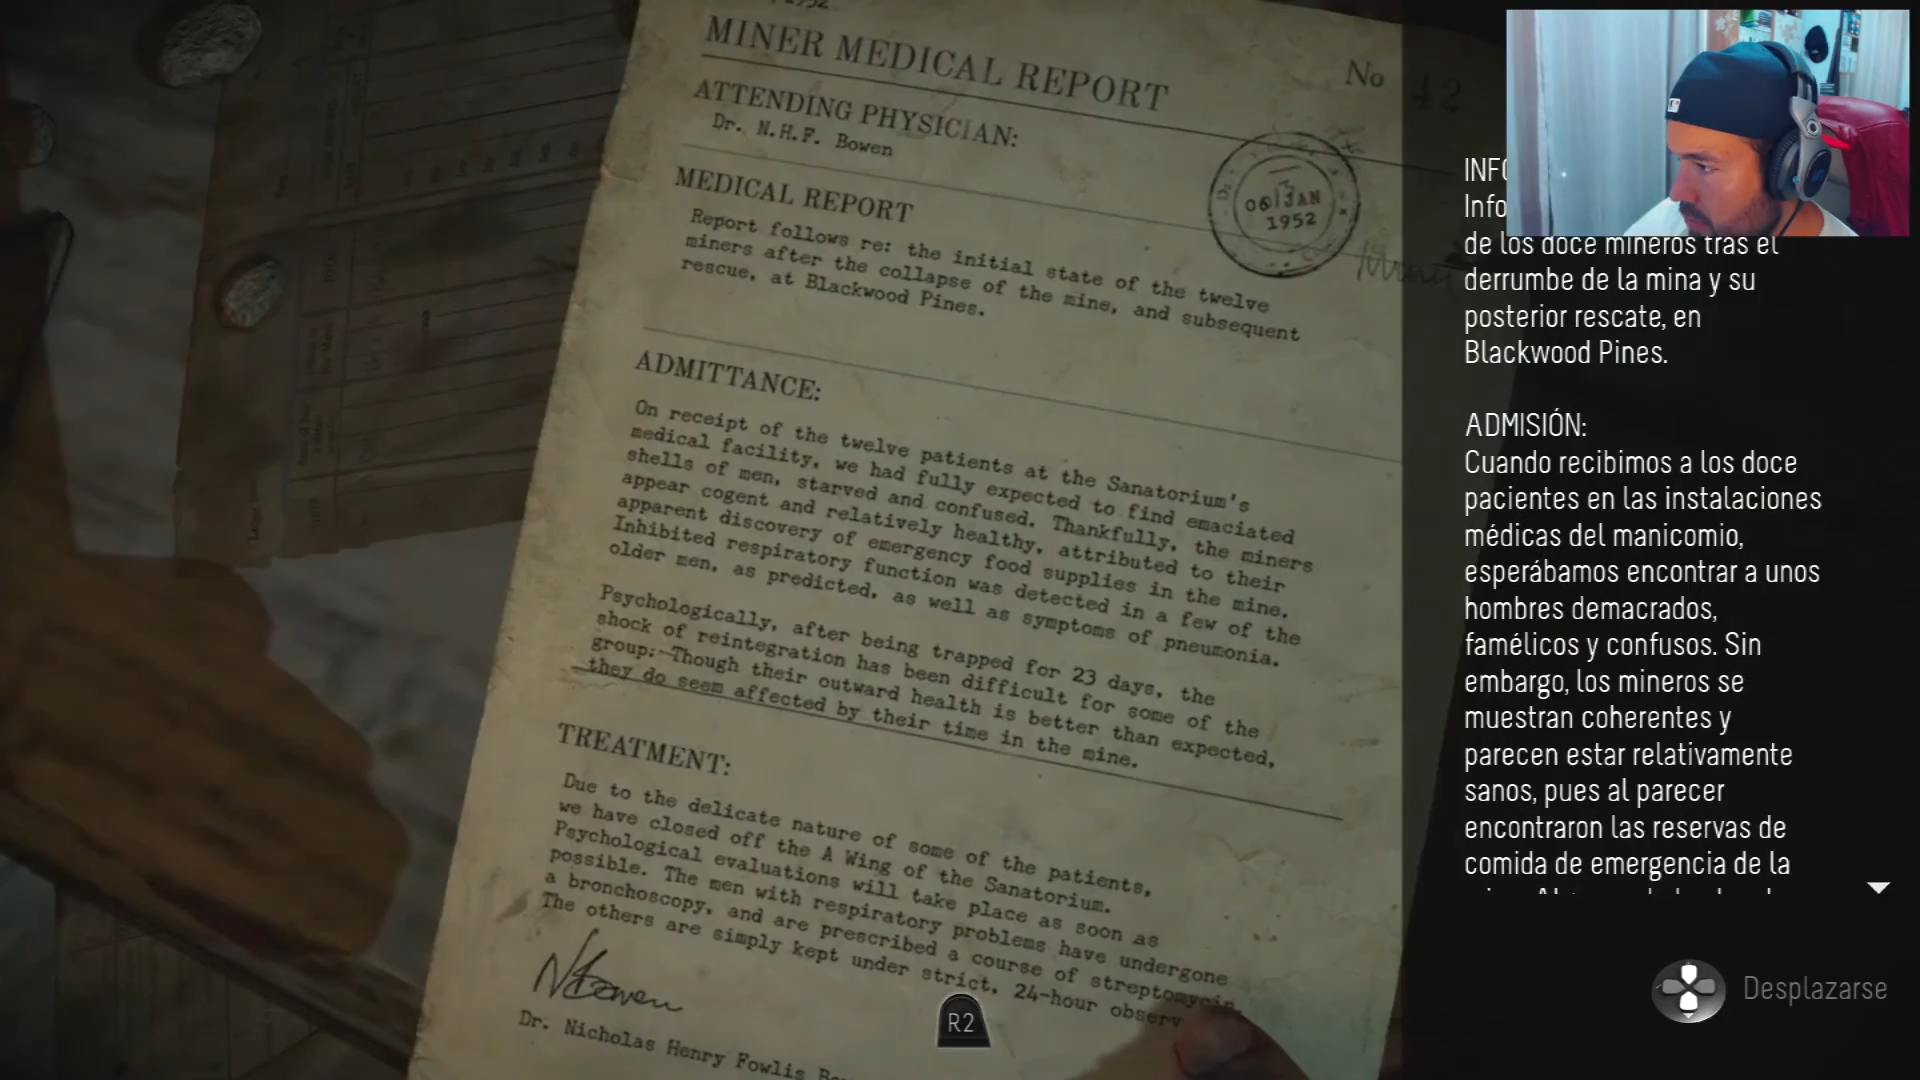 MINER MEDICAL REPORT
No 42
ATTENDING PHYSICIAN:
Dr. N.H.F. Bowen
06 JAN
1952
MEDICAL REPORT
Report follows re: the initial state of the twelve
miners after the collapse of the mine, and subsequent
rescue, at Blackwood Pines.
ADMITTANCE:
On receipt of the twelve patients at the Sanatorium's
medical facility, we had fully expected to find emaciated
shells of men, starved and confused. Thankfully, the miners
appear cogent and relatively healthy, attributed to their
apparent discovery of emergency food supplies in the mine.
Inhibited respiratory function was detected in a few of the
older men, as predicted, as well as symptoms of pneumonia.
Psychologically, after being trapped for 23 days, the
shock of reintegration has been difficult for some of the
group: Though their outward health is better than expected,
they do seem affected by their time in the mine.
TREATMENT:
Due to the delicate nature of some of the patients,
we have closed off the A Wing of the Sanatorium.
Psychological evaluations will take place as soon as
possible. The men with respiratory problems have undergone
a bronchoscopy, and are prescribed a course of streptomycin.
The others are simply kept under strict, 24-hour observ
NBowen
Dr. Nicholas Henry Fowlis
R2
INFO
Info
de los doce mineros tras el
derrumbe de la mina y su
posterior rescate, en
Blackwood Pines.
ADMISIÓN:
Cuando recibimos a los doce
pacientes en las instalaciones
médicas del manicomio,
esperábamos encontrar a unos
hombres demacrados,
famélicos y confusos. Sin
embargo, los mineros se
muestran coherentes y
parecen estar relativamente
sanos, pues al parecer
encontraron las reservas de
comida de emergencia de la
Desplazarse